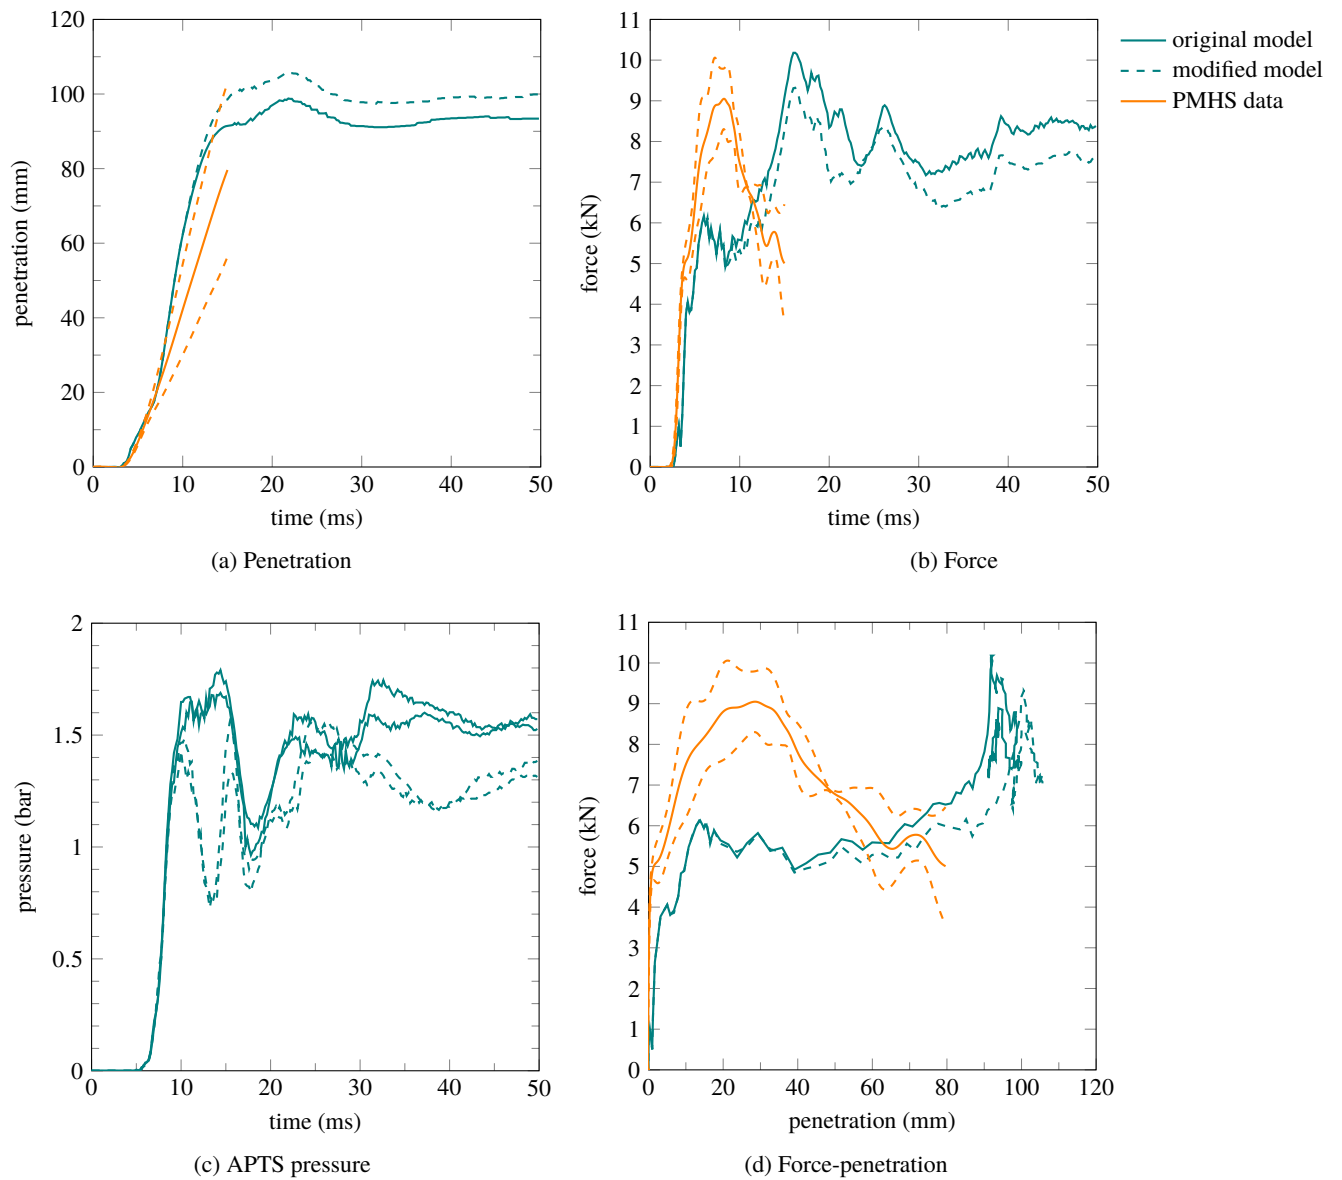 120
100
80
60
40
20
0
0 10 20 30 40 50
penetration (mm)
time (ms)
(a) Penetration
11
10
9
8
7
6
5
4
3
2
1
0
0 10 20 30 40 50
force (kN)
time (ms)
(b) Force
original model
modified model
PMHS data
2
1.5
1
0.5
0
0 10 20 30 40 50
pressure (bar)
time (ms)
(c) APTS pressure
11
10
9
8
7
6
5
4
3
2
1
0
0 20 40 60 80 100 120
force (kN)
penetration (mm)
(d) Force-penetration